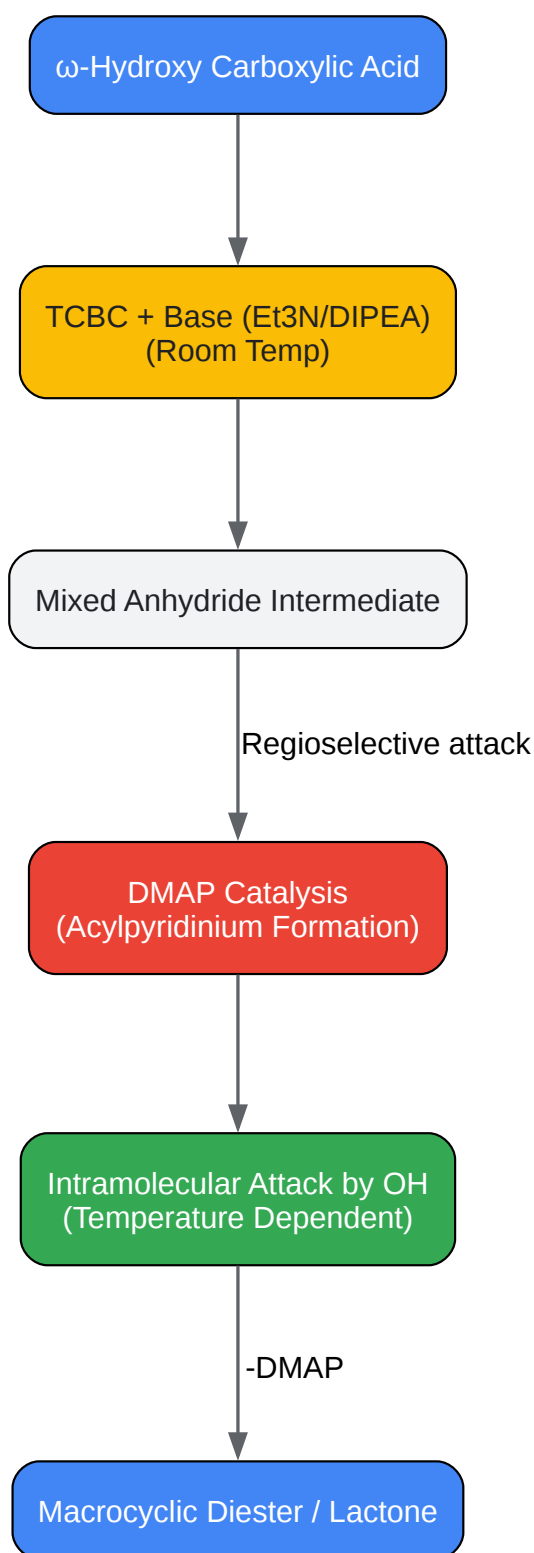 ω-Hydroxy Carboxylic Acid
TCBC + Base (Et3N/DIPEA)
(Room Temp)
Mixed Anhydride Intermediate
Regioselective attack
DMAP Catalysis
(Acylpyridinium Formation)
Intramolecular Attack by OH
(Temperature Dependent)
-DMAP
Macrocyclic Diester / Lactone